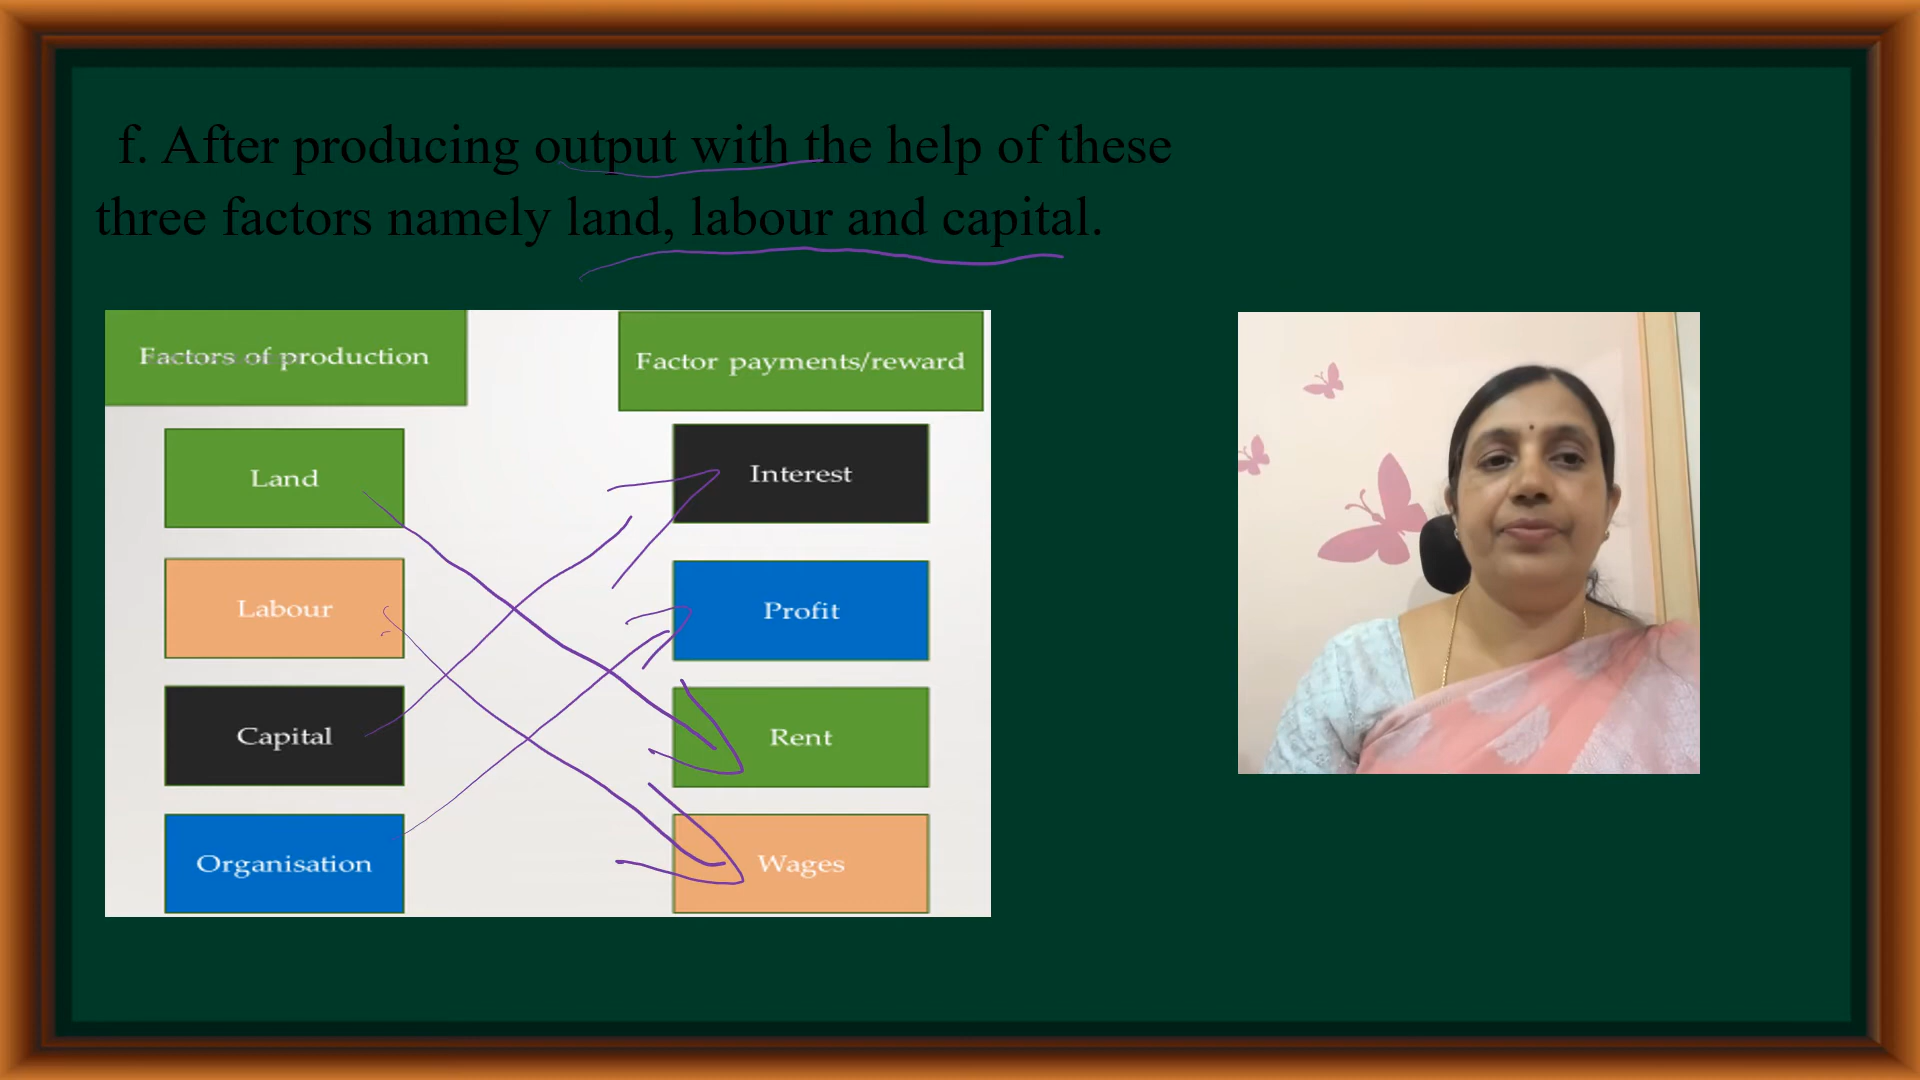 f. After producing output with the help of these
three factors namely land, labour and capital.
Factors of production
Factor payments/reward
Land
Interest
Labour
Profit
Capital
Rent
Organisation
Wages